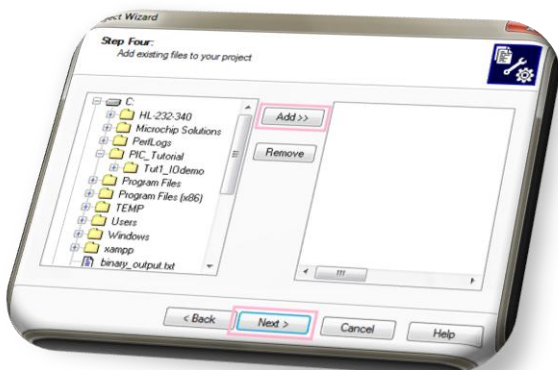 ject Wizard
Step Four:
Add existing files to your project
C:
HL-232-340
Microchip Solutions
PerfLogs
PIC_Tutorial
Tut1_IOdemo
Program Files
Program Files (x86)
TEMP
Users
Windows
xampp
binary_output.txt
Add >>
Remove
< Back
Next >
Cancel
Help